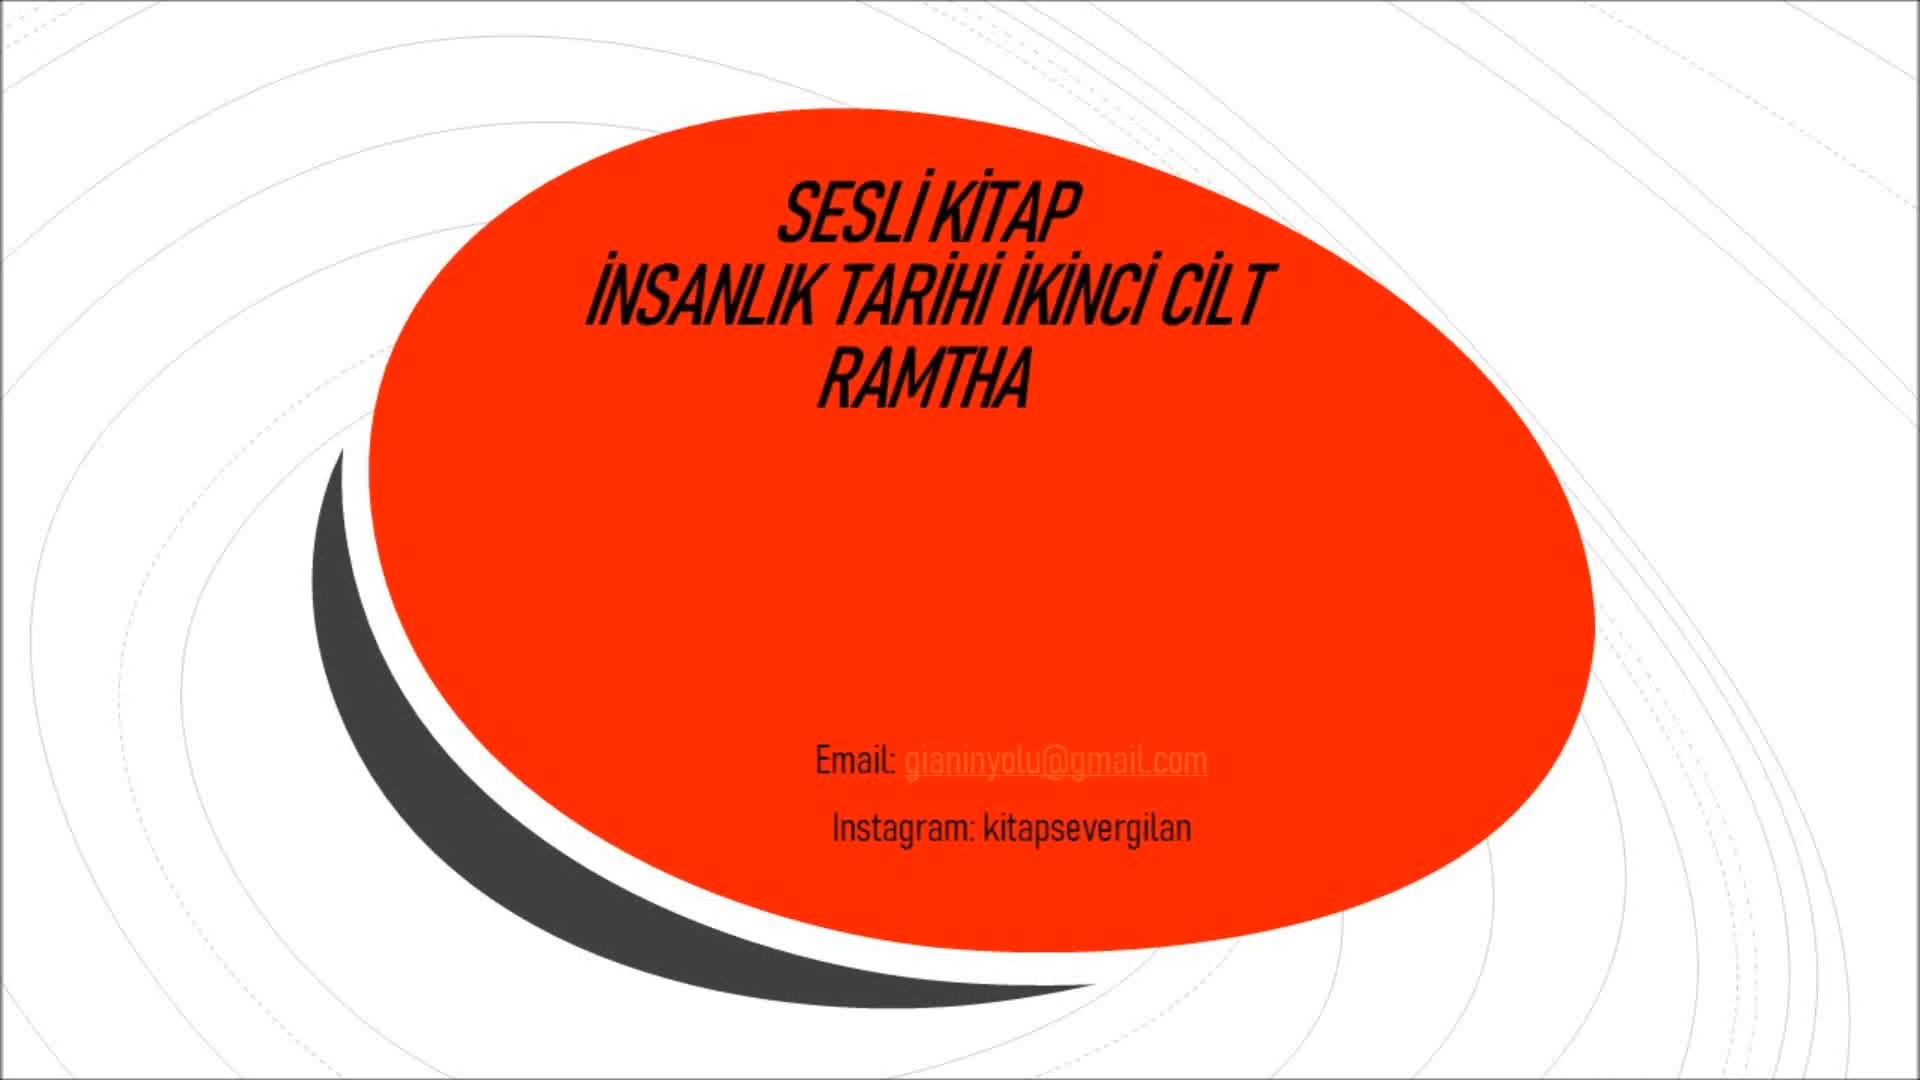 SESLİ KİTAP
İNSANLIK TARİHİ İKİNCİ CİLT
RAMTHA
Email: gianinyolu@gmail.com
Instagram: kitapsevergilan